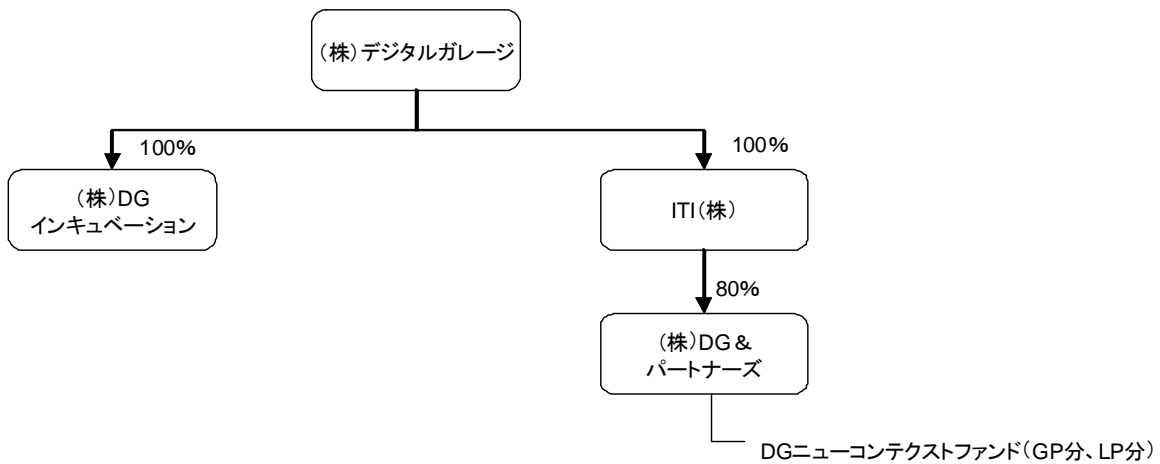 (株)デジタルガレージ
100%
100%
(株)DG
インキュベーション
ITI(株)
80%
(株)DG&
パートナーズ
DGニューコンテクストファンド(GP分、LP分)